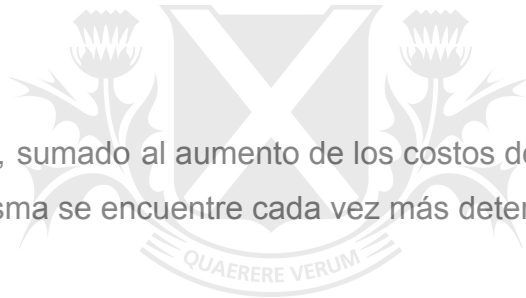 , sumado al aumento de los costos de
sma se encuentre cada vez más deter
QUAERERE VERUM